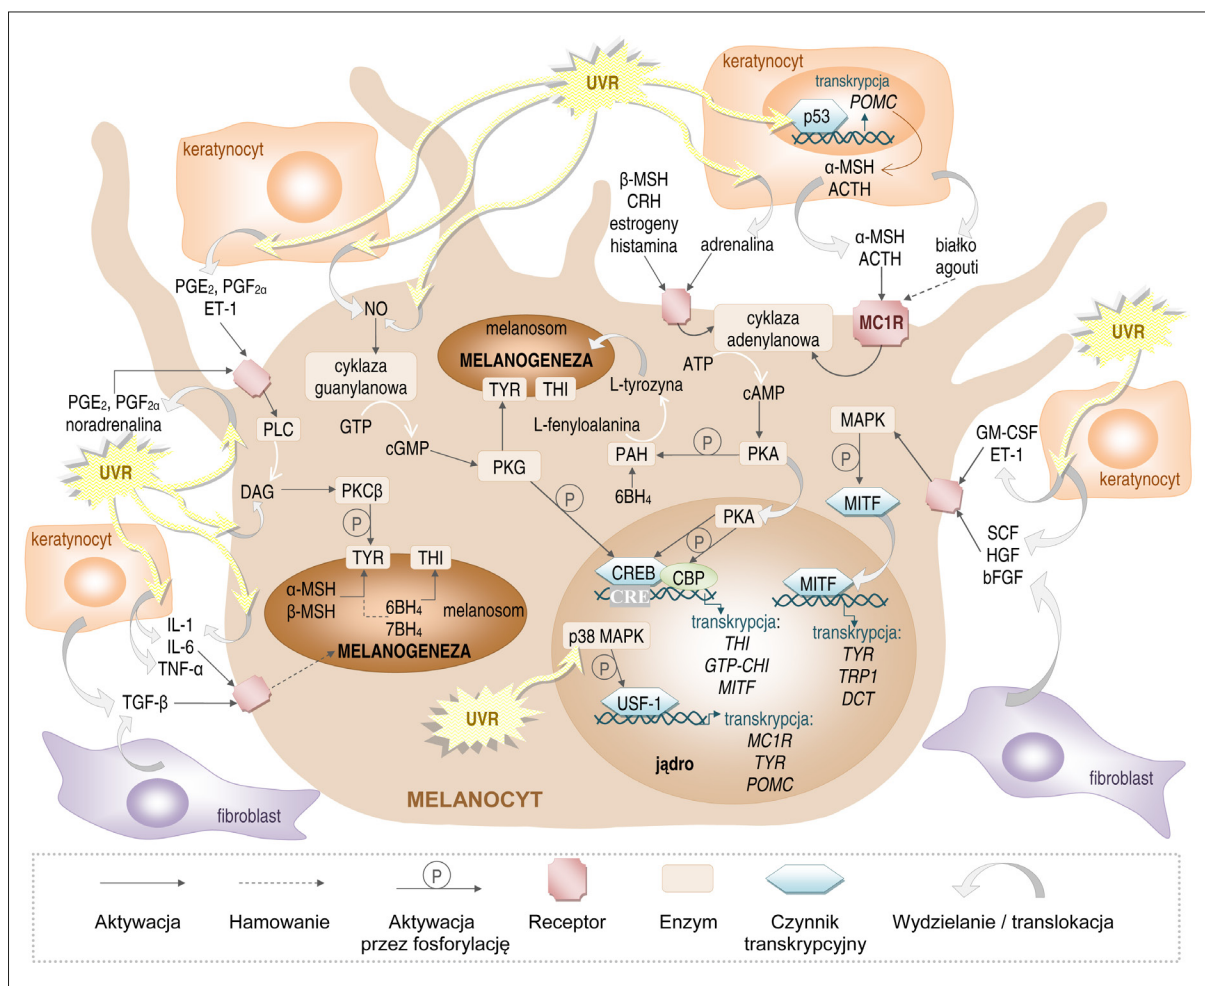 UVR
keratynocyt
transkrypcja
POMC
p53
α-MSH
ACTH
keratynocyt
β-MSH
CRH
estrogeny
histamina
adrenalina
α-MSH
ACTH
białko
agouti
PGE₂, PGF₂α
ET-1
NO
melanosom
MELANOGENEZA
TYR
THI
cyklaza
adenylanowa
MC1R
UVR
cyklaza
guanylanowa
ATP
cAMP
L-tyrozyna
L-fenyloalanina
PGE₂, PGF₂α
noradrenalina
PLC
GTP
cGMP
PKG
PAH
P
PKA
6BH₄
MAPK
P
MITF
GM-CSF
ET-1
keratynocyt
UVR
DAG
PKCβ
P
P
PKA
P
SCF
HGF
bFGF
keratynocyt
TYR
THI
α-MSH
β-MSH
6BH₄
7BH₄
melanosom
MELANOGENEZA
CREB
CBP
CRE
MITF
transkrypcja:
THI
GTP-CHI
MITF
transkrypcja:
TYR
TRP1
DCT
IL-1
IL-6
TNF-α
TGF-β
p38 MAPK
P
USF-1
transkrypcja:
MC1R
TYR
POMC
UVR
jądro
MELANOCYT
fibroblast
fibroblast
P
Aktywacja
Hamowanie
Aktywacja
przez fosforylację
Receptor
Enzym
Czynnik
transkrypcyjny
Wydzielanie / translokacja